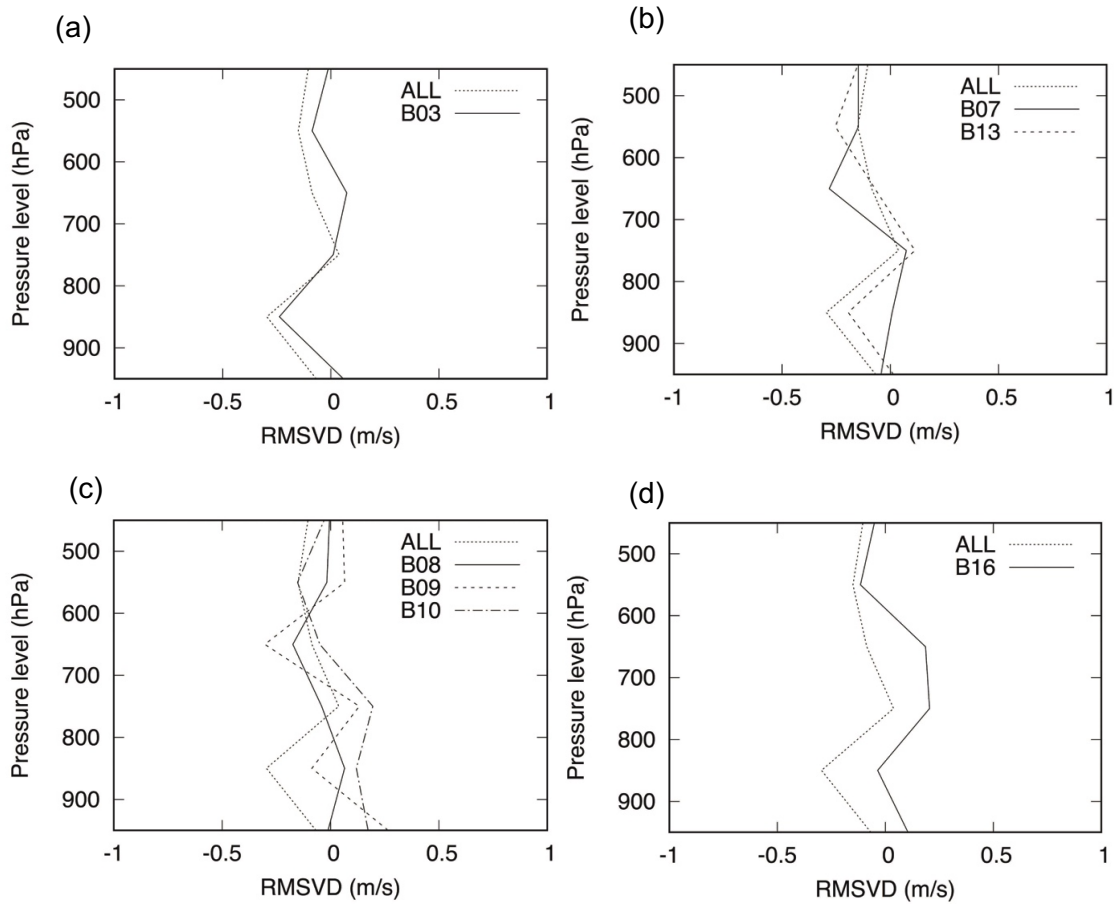 (a)
ALL
B03
500
600
700
800
900
Pressure level (hPa)
-1 -0.5 0 0.5 1
RMSVD (m/s)
(b)
ALL
B07
B13
500
600
700
800
900
Pressure level (hPa)
-1 -0.5 0 0.5 1
RMSVD (m/s)
(c)
ALL
B08
B09
B10
500
600
700
800
900
Pressure level (hPa)
-1 -0.5 0 0.5 1
RMSVD (m/s)
(d)
ALL
B16
500
600
700
800
900
Pressure level (hPa)
-1 -0.5 0 0.5 1
RMSVD (m/s)